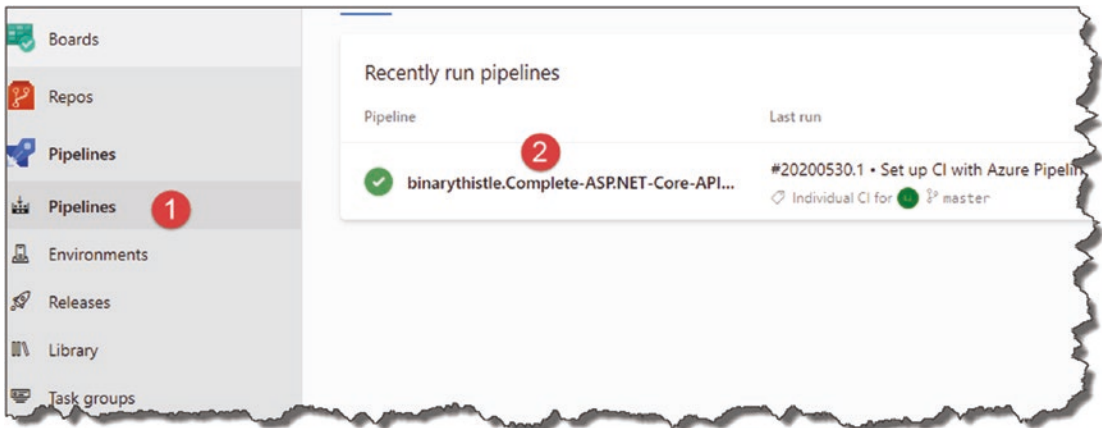 Boards
Repos
Pipelines
Pipelines
1
Environments
Releases
Library
Task groups
Recently run pipelines
Pipeline
Last run
2
binarythistle.Complete-ASP.NET-Core-API...
#20200530.1 • Set up CI with Azure Pipelin
Individual CI for
master